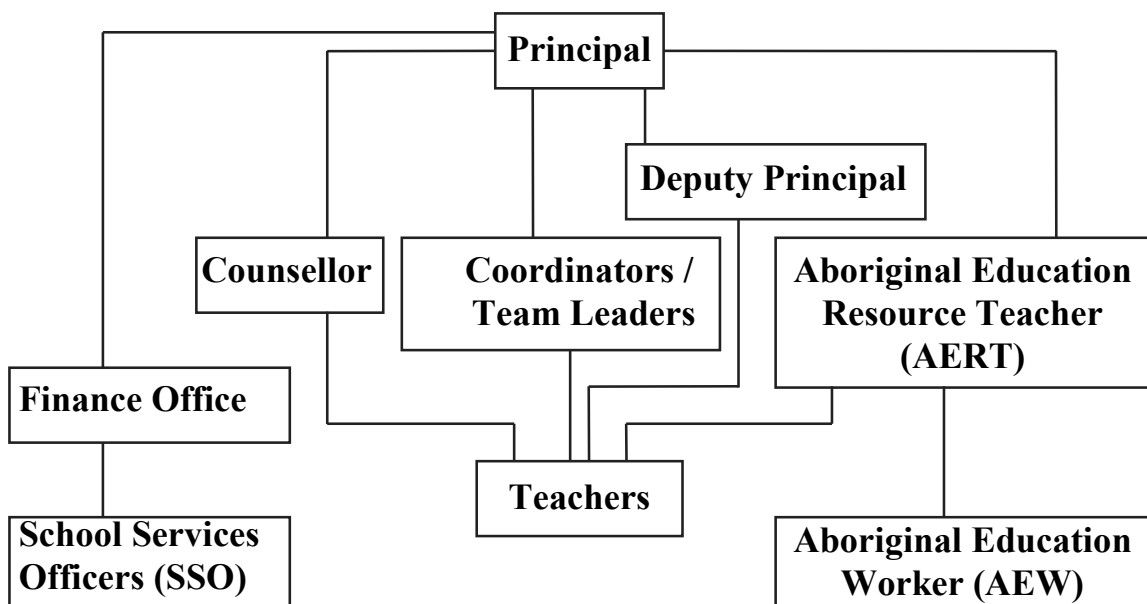 Principal
Deputy Principal
Counsellor
Coordinators /
Team Leaders
Aboriginal Education
Resource Teacher
(AERT)
Finance Office
Teachers
School Services
Officers (SSO)
Aboriginal Education
Worker (AEW)